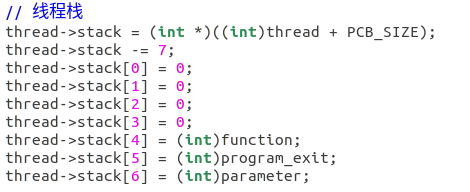 // 线程栈
thread->stack = (int *)((int)thread + PCB_SIZE);
thread->stack -= 7;
thread->stack[0] = 0;
thread->stack[1] = 0;
thread->stack[2] = 0;
thread->stack[3] = 0;
thread->stack[4] = (int)function;
thread->stack[5] = (int)program_exit;
thread->stack[6] = (int)parameter;